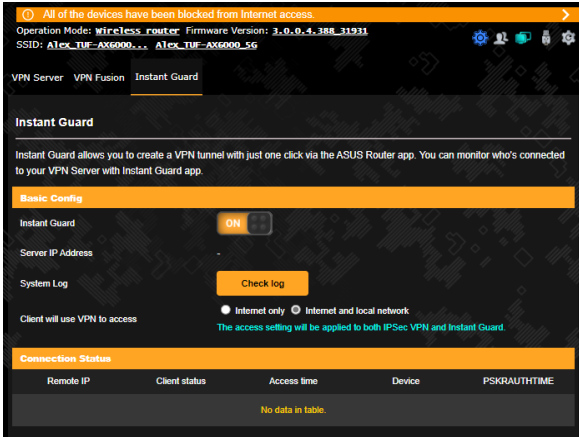 All of the devices have been blocked from Internet access.
Operation Mode: Wireless router Firmware Version: 3.0.0.4.388_31931
SSID: Alex_TUF-AX6000... Alex_TUF-AX6000_5G
VPN Server VPN Fusion Instant Guard
Instant Guard
Instant Guard allows you to create a VPN tunnel with just one click via the ASUS Router app. You can monitor who's connected
to your VPN Server with Instant Guard app.
Basic Config
Instant Guard ON
Server IP Address -
System Log Check log
Client will use VPN to access Internet only Internet and local network
The access setting will be applied to both IPSec VPN and Instant Guard.
Connection Status
Remote IP Client status Access time Device PSKRAUTHTIME
No data in table.